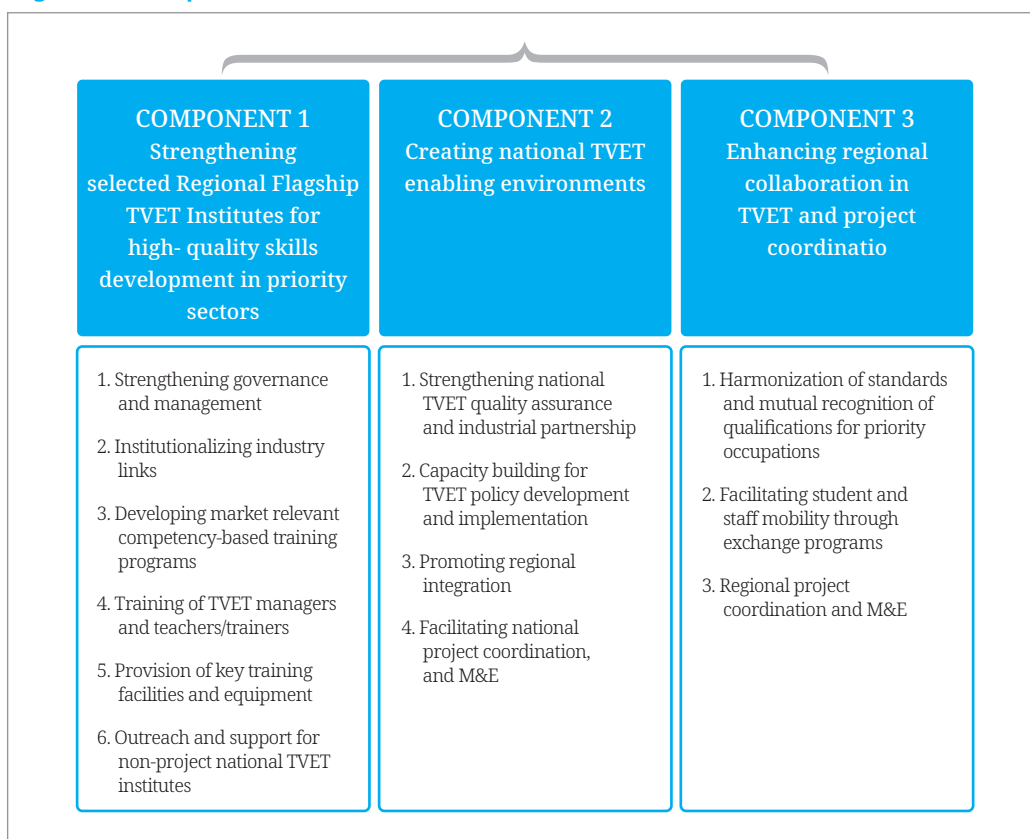 COMPONENT 1
Strengthening
selected Regional Flagship
TVET Institutes for
high- quality skills
development in priority
sectors
1. Strengthening governance
and management
2. Institutionalizing industry
links
3. Developing market relevant
competency-based training
programs
4. Training of TVET managers
and teachers/trainers
5. Provision of key training
facilities and equipment
6. Outreach and support for
non-project national TVET
institutes
COMPONENT 2
Creating national TVET
enabling environments
1. Strengthening national
TVET quality assurance
and industrial partnership
2. Capacity building for
TVET policy development
and implementation
3. Promoting regional
integration
4. Facilitating national
project coordination,
and M&E
COMPONENT 3
Enhancing regional
collaboration in
TVET and project
coordinatio
1. Harmonization of standards
and mutual recognition of
qualifications for priority
occupations
2. Facilitating student and
staff mobility through
exchange programs
3. Regional project
coordination and M&E